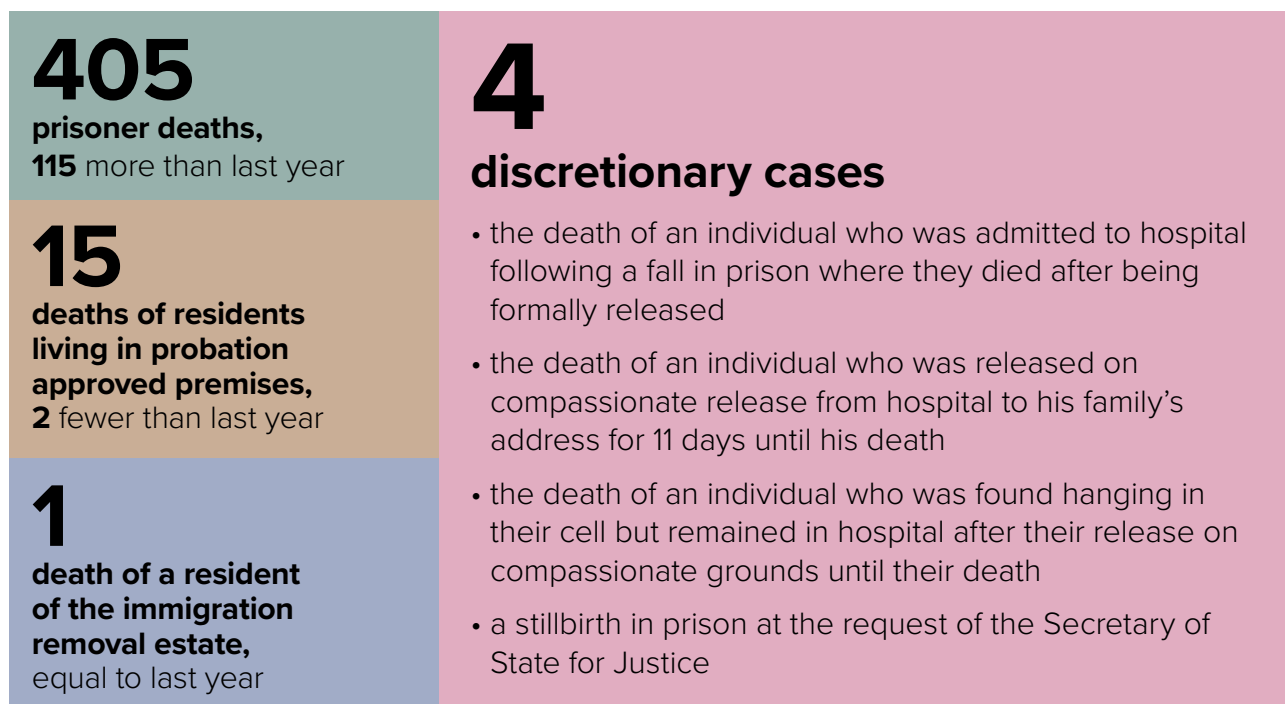 405
prisoner deaths,
115 more than last year
15
deaths of residents
living in probation
approved premises,
2 fewer than last year
1
death of a resident
of the immigration
removal estate,
equal to last year
4
discretionary cases
• the death of an individual who was admitted to hospital
following a fall in prison where they died after being
formally released
• the death of an individual who was released on
compassionate release from hospital to his family's
address for 11 days until his death
• the death of an individual who was found hanging in
their cell but remained in hospital after their release on
compassionate grounds until their death
• a stillbirth in prison at the request of the Secretary of
State for Justice